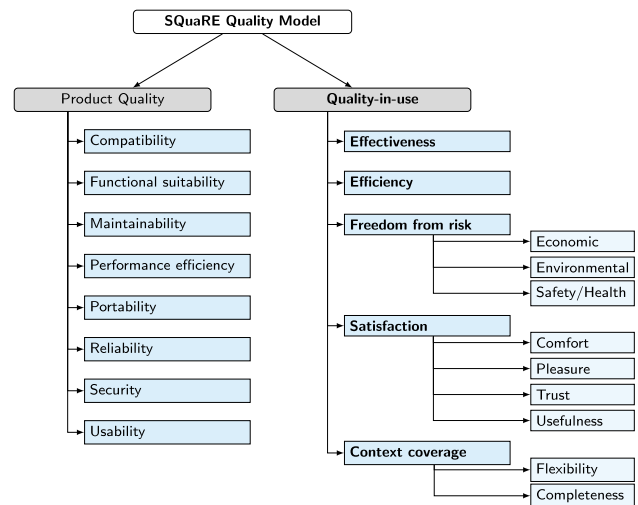 SQuaRE Quality Model
Product Quality
Compatibility
Functional suitability
Maintainability
Performance efficiency
Portability
Reliability
Security
Usability
Quality-in-use
Effectiveness
Efficiency
Freedom from risk
Economic
Environmental
Safety/Health
Satisfaction
Comfort
Pleasure
Trust
Usefulness
Context coverage
Flexibility
Completeness